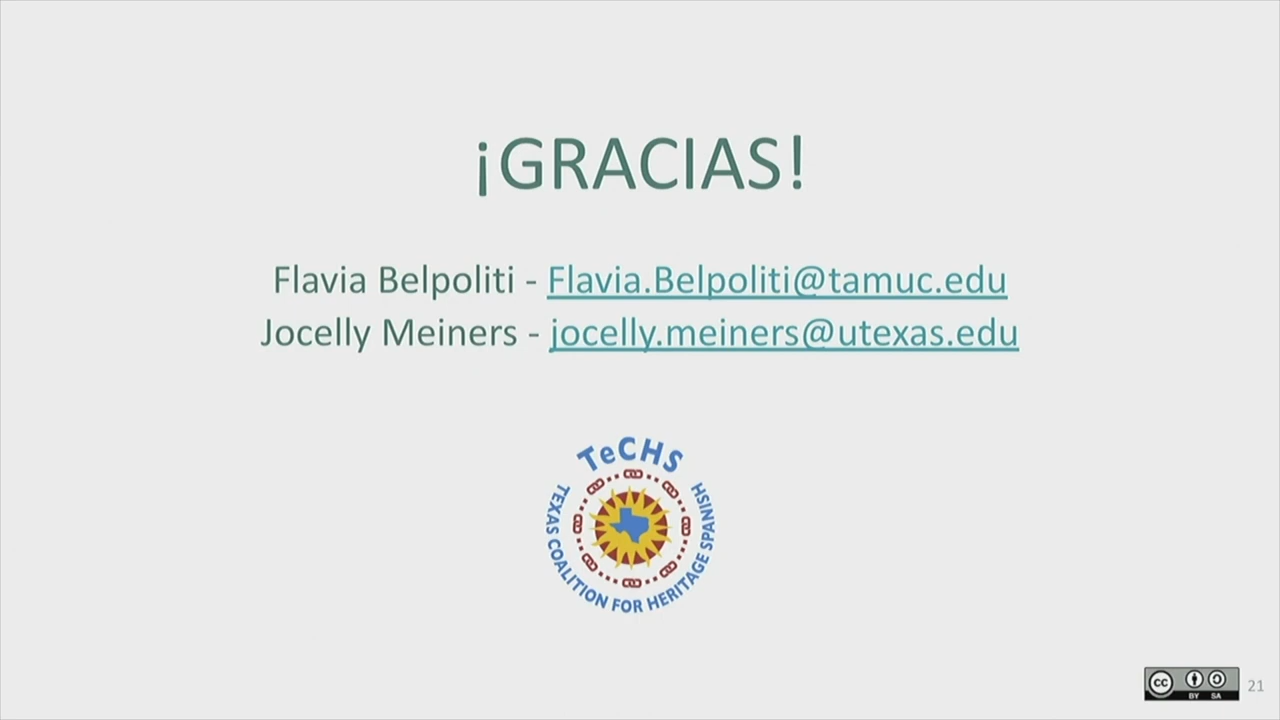 ¡GRACIAS!
Flavia Belpoliti - Flavia.Belpoliti@tamuc.edu
Jocelly Meiners - jocelly.meiners@utexas.edu
TeCHS
TEXAS COALITION FOR HERITAGE SPANISH
cc BY SA
21